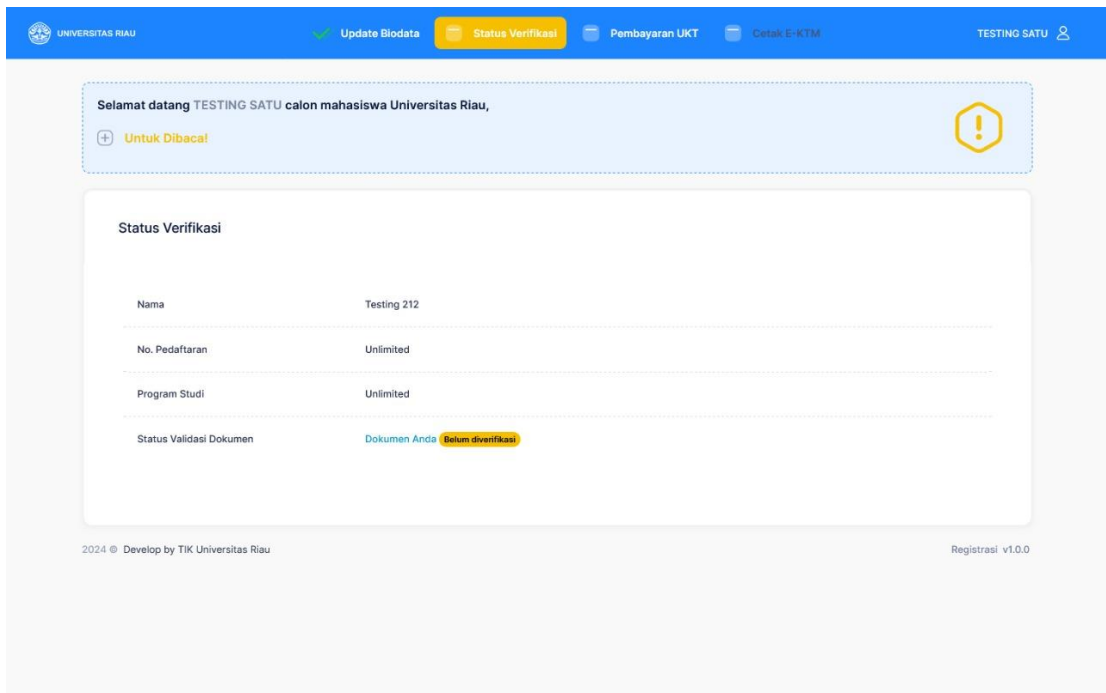 UNIVERSITAS RIAU
Update Biodata
Status Verifikasi
Pembayaran UKT
Cetak E-KTM
TESTING SATU
Selamat datang TESTING SATU calon mahasiswa Universitas Riau,
Untuk Dibaca!
Status Verifikasi
Nama Testing 212
No. Pedaftaran Unlimited
Program Studi Unlimited
Status Validasi Dokumen Dokumen Anda Belum diverifikasi
2024 © Develop by TIK Universitas Riau
Registrasi v1.0.0